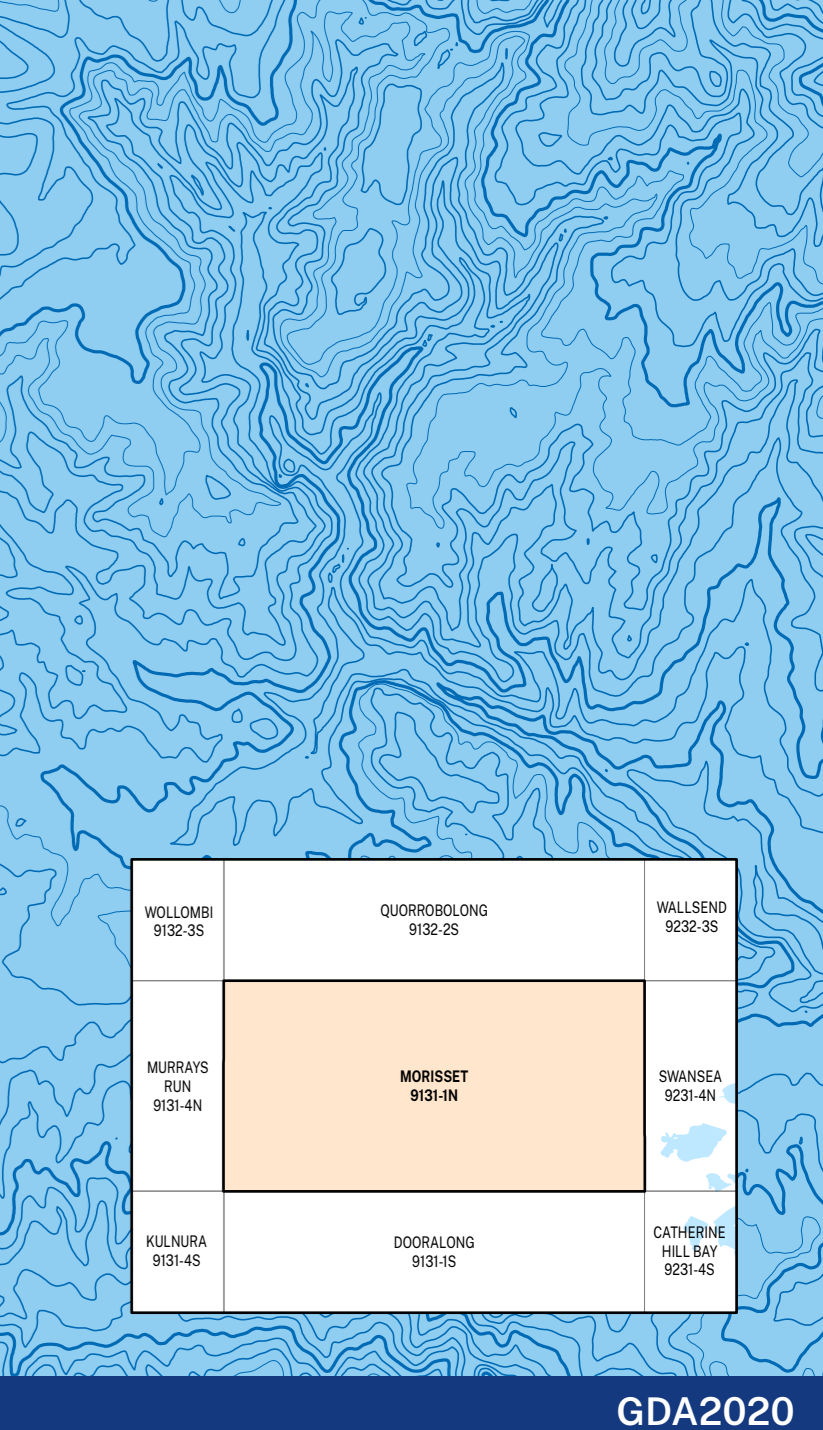 WOLLOMBI
9132-3S
QUORROBOLONG
9132-2S
WALLSEND
9232-3S
MURRAYS
RUN
9131-4N
MORISSET
9131-1N
SWANSEA
9231-4N
KULNURA
9131-4S
DOORALONG
9131-1S
CATHERINE
HILL BAY
9231-4S
GDA2020